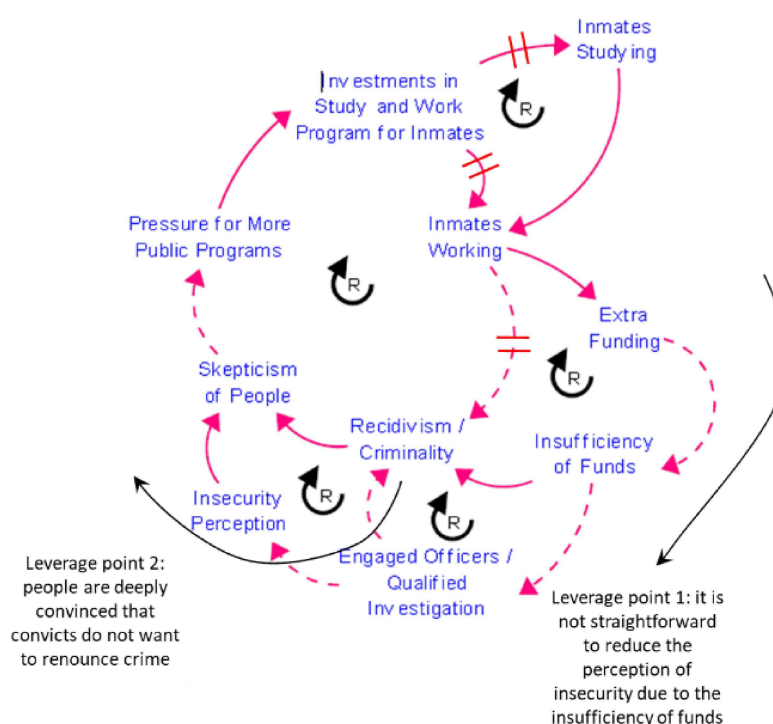 Inmates
Studying
Investments in
Study and Work
Program for Inmates
R
Pressure for More
Public Programs
Inmates
Working
R
Extra
Funding
Skepticism
of People
R
Recidivism /
Criminality
Insufficiency
of Funds
Insecurity
Perception
R
R
Engaged Officers /
Qualified
Investigation
Leverage point 2:
people are deeply
convinced that
convicts do not want
to renounce crime
Leverage point 1: it is
not straightforward
to reduce the
perception of
insecurity due to the
insufficiency of funds